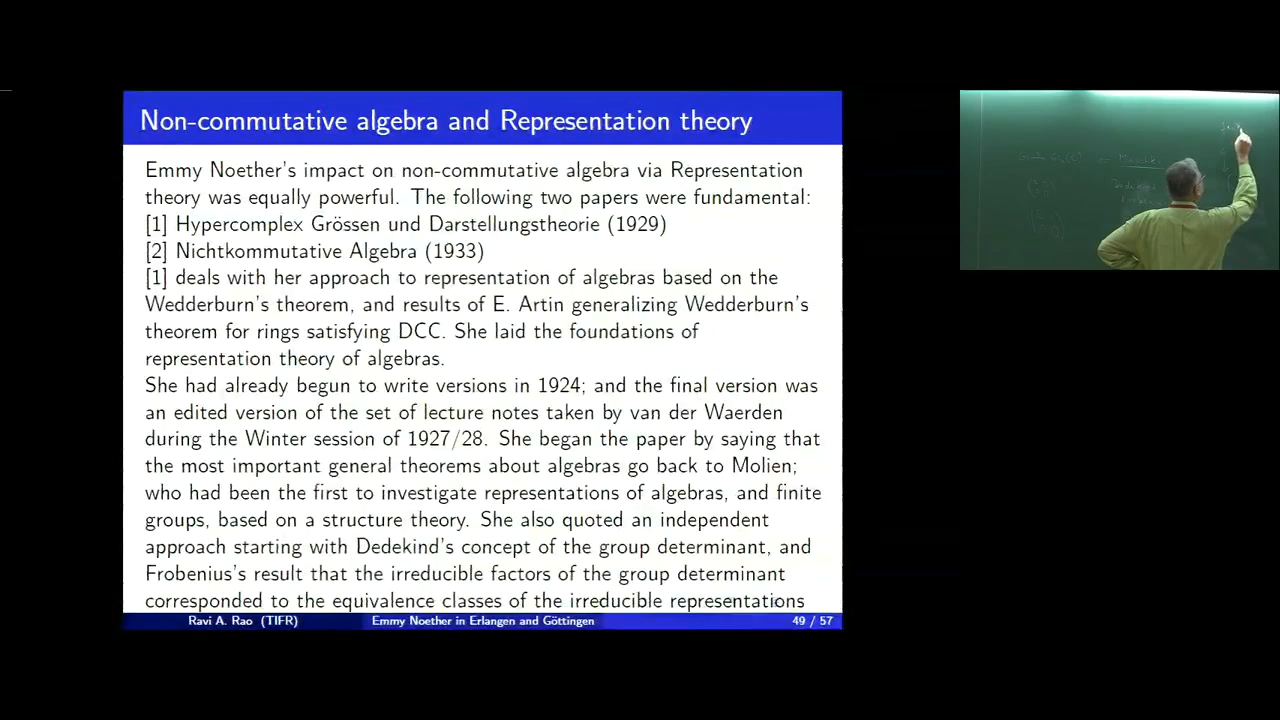 Non-commutative algebra and Representation theory
Emmy Noether's impact on non-commutative algebra via Representation
theory was equally powerful. The following two papers were fundamental:
[1] Hypercomplex Grössen und Darstellungstheorie (1929)
[2] Nichtkommutative Algebra (1933)
[1] deals with her approach to representation of algebras based on the
Wedderburn's theorem, and results of E. Artin generalizing Wedderburn's
theorem for rings satisfying DCC. She laid the foundations of
representation theory of algebras.
She had already begun to write versions in 1924; and the final version was
an edited version of the set of lecture notes taken by van der Waerden
during the Winter session of 1927/28. She began the paper by saying that
the most important general theorems about algebras go back to Molien;
who had been the first to investigate representations of algebras, and finite
groups, based on a structure theory. She also quoted an independent
approach starting with Dedekind's concept of the group determinant, and
Frobenius's result that the irreducible factors of the group determinant
corresponded to the equivalence classes of the irreducible representations
Ravi A. Rao (TIFR) Emmy Noether in Erlangen and Göttingen 49 / 57